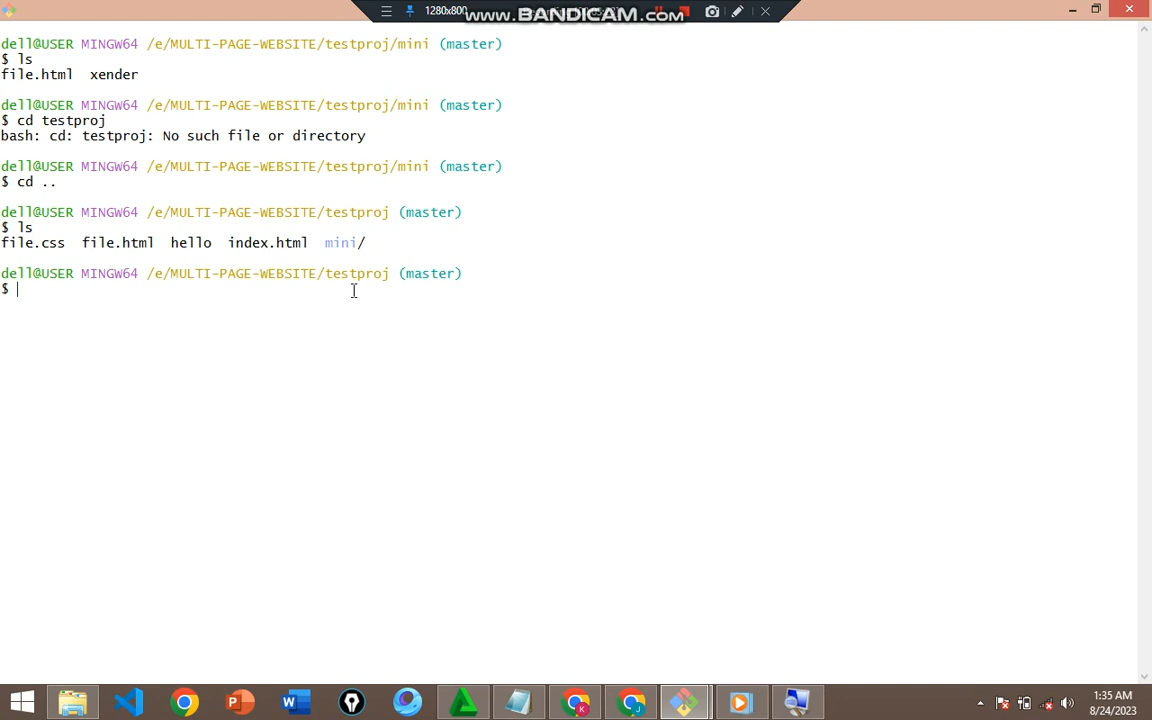 1280x800
www.BANDICAM.com
dell@USER MINGW64 /e/MULTI-PAGE-WEBSITE/testproj/mini (master)
$ ls
file.html  xender
dell@USER MINGW64 /e/MULTI-PAGE-WEBSITE/testproj/mini (master)
$ cd testproj
bash: cd: testproj: No such file or directory
dell@USER MINGW64 /e/MULTI-PAGE-WEBSITE/testproj/mini (master)
$ cd ..
dell@USER MINGW64 /e/MULTI-PAGE-WEBSITE/testproj (master)
$ ls
file.css  file.html  hello  index.html  mini/
dell@USER MINGW64 /e/MULTI-PAGE-WEBSITE/testproj (master)
$
1:35 AM
8/24/2023